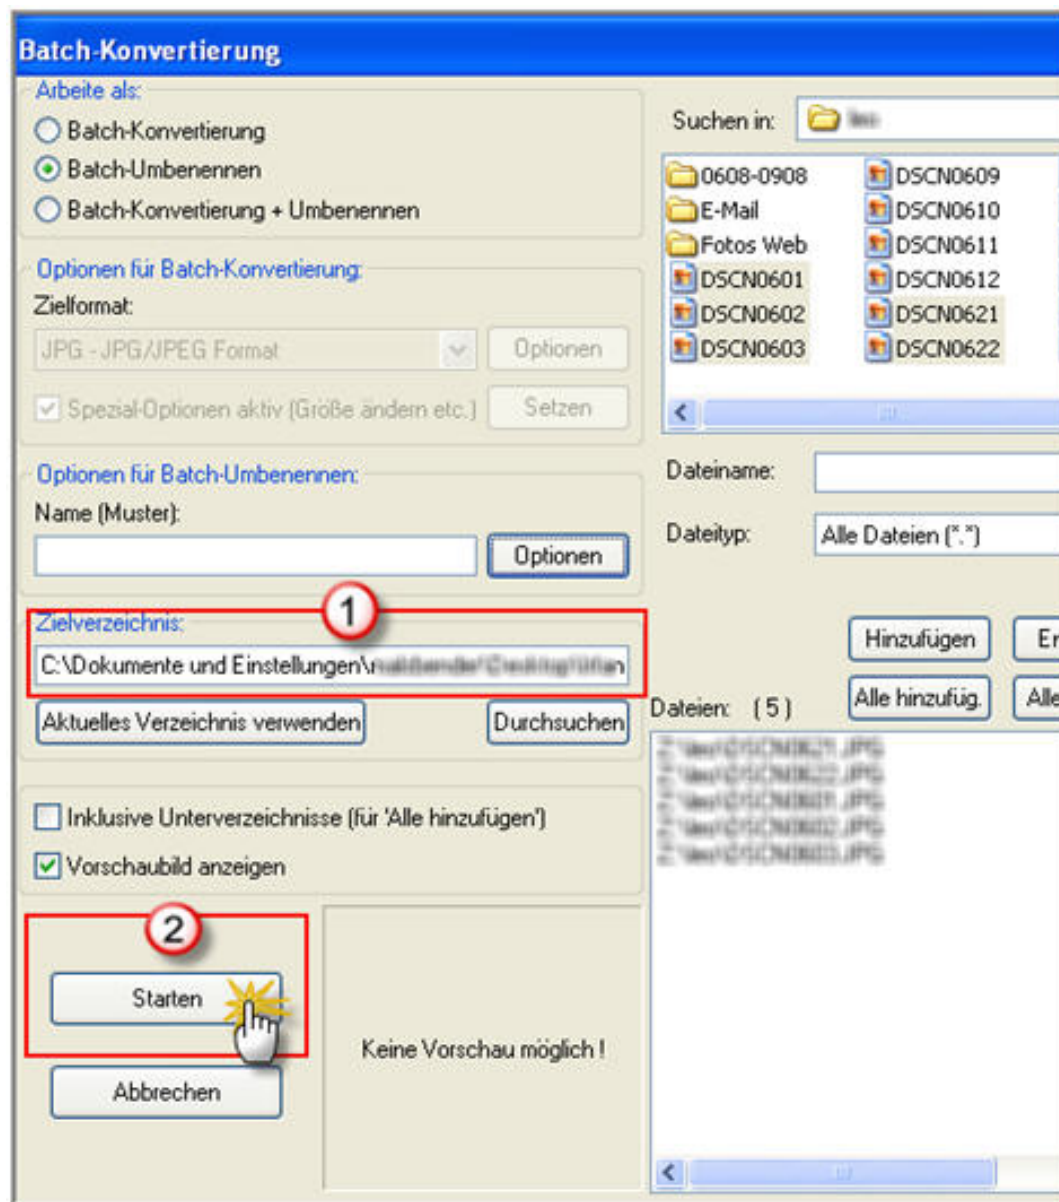 Batch-Konvertierung
Arbeite als:
Batch-Konvertierung
Batch-Umbenennen
Batch-Konvertierung + Umbenennen
Optionen für Batch-Konvertierung:
Zielformat:
JPG - JPG/JPEG Format
Optionen
Spezial-Optionen aktiv (Größe ändern etc.)
Setzen
Optionen für Batch-Umbenennen:
Name (Muster):
Optionen
1
Zielverzeichnis:
C:\Dokumente und Einstellungen\
Aktuelles Verzeichnis verwenden
Durchsuchen
Inklusive Unterverzeichnisse (für 'Alle hinzufügen')
Vorschaubild anzeigen
2
Starten
Abbrechen
Keine Vorschau möglich !
Suchen in:
0608-0908
E-Mail
Fotos Web
DSCN0601
DSCN0602
DSCN0603
DSCN0609
DSCN0610
DSCN0611
DSCN0612
DSCN0621
DSCN0622
Dateiname:
Dateityp:
Alle Dateien (*.*)
Hinzufügen
Alle hinzufüg.
Alle
Dateien: ( 5 )